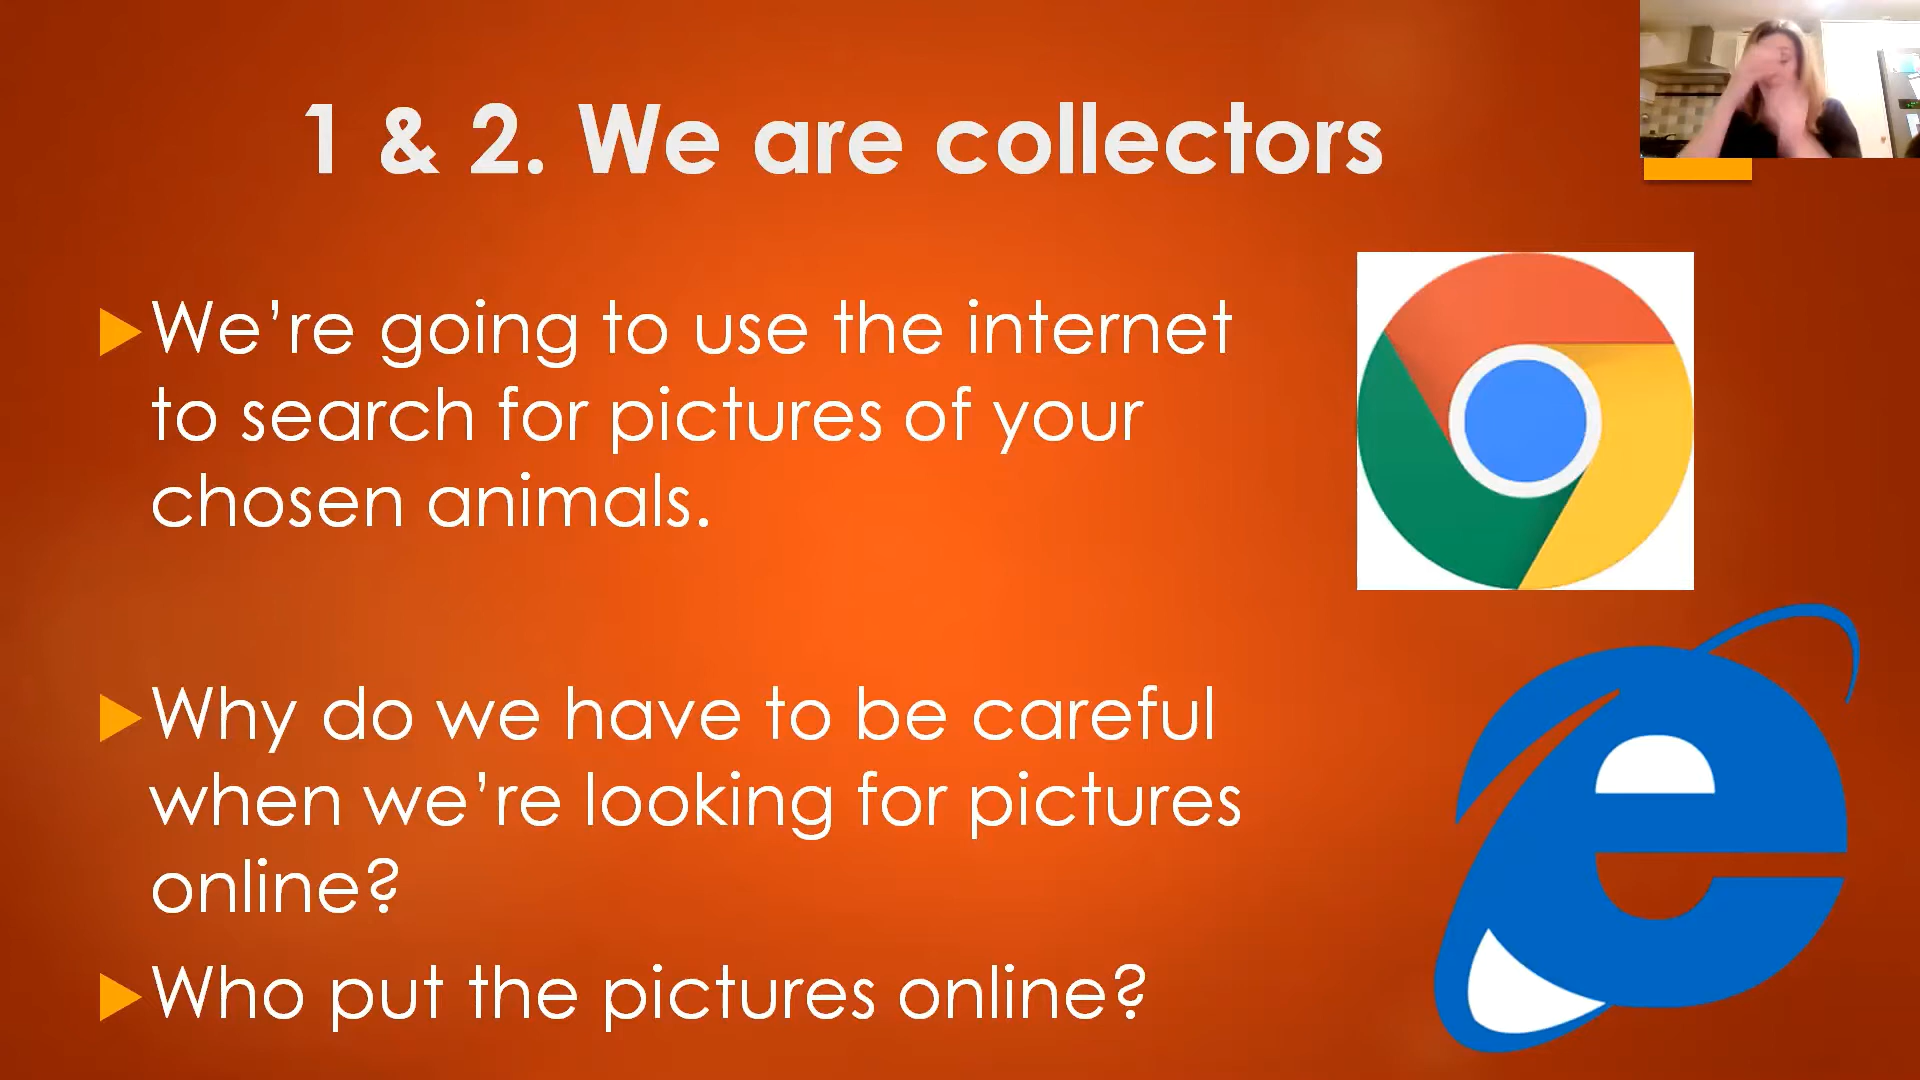 1 & 2. We are collectors
We’re going to use the internet
to search for pictures of your
chosen animals.
Why do we have to be careful
when we’re looking for pictures
online?
Who put the pictures online?